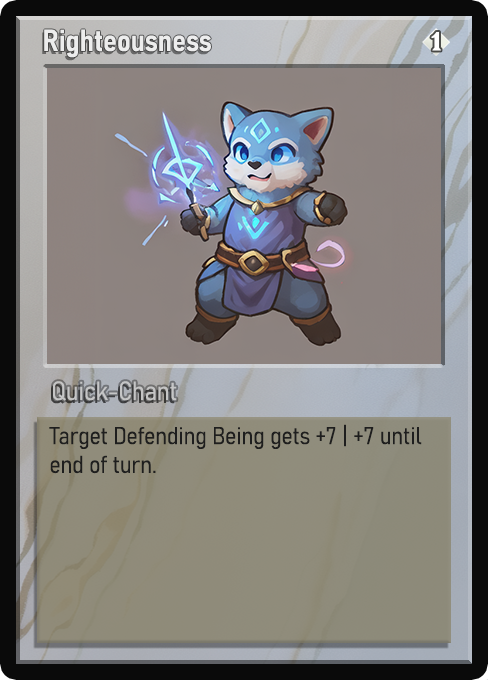 Righteousness
1
Quick-Chant
Target Defending Being gets +7 | +7 until
end of turn.